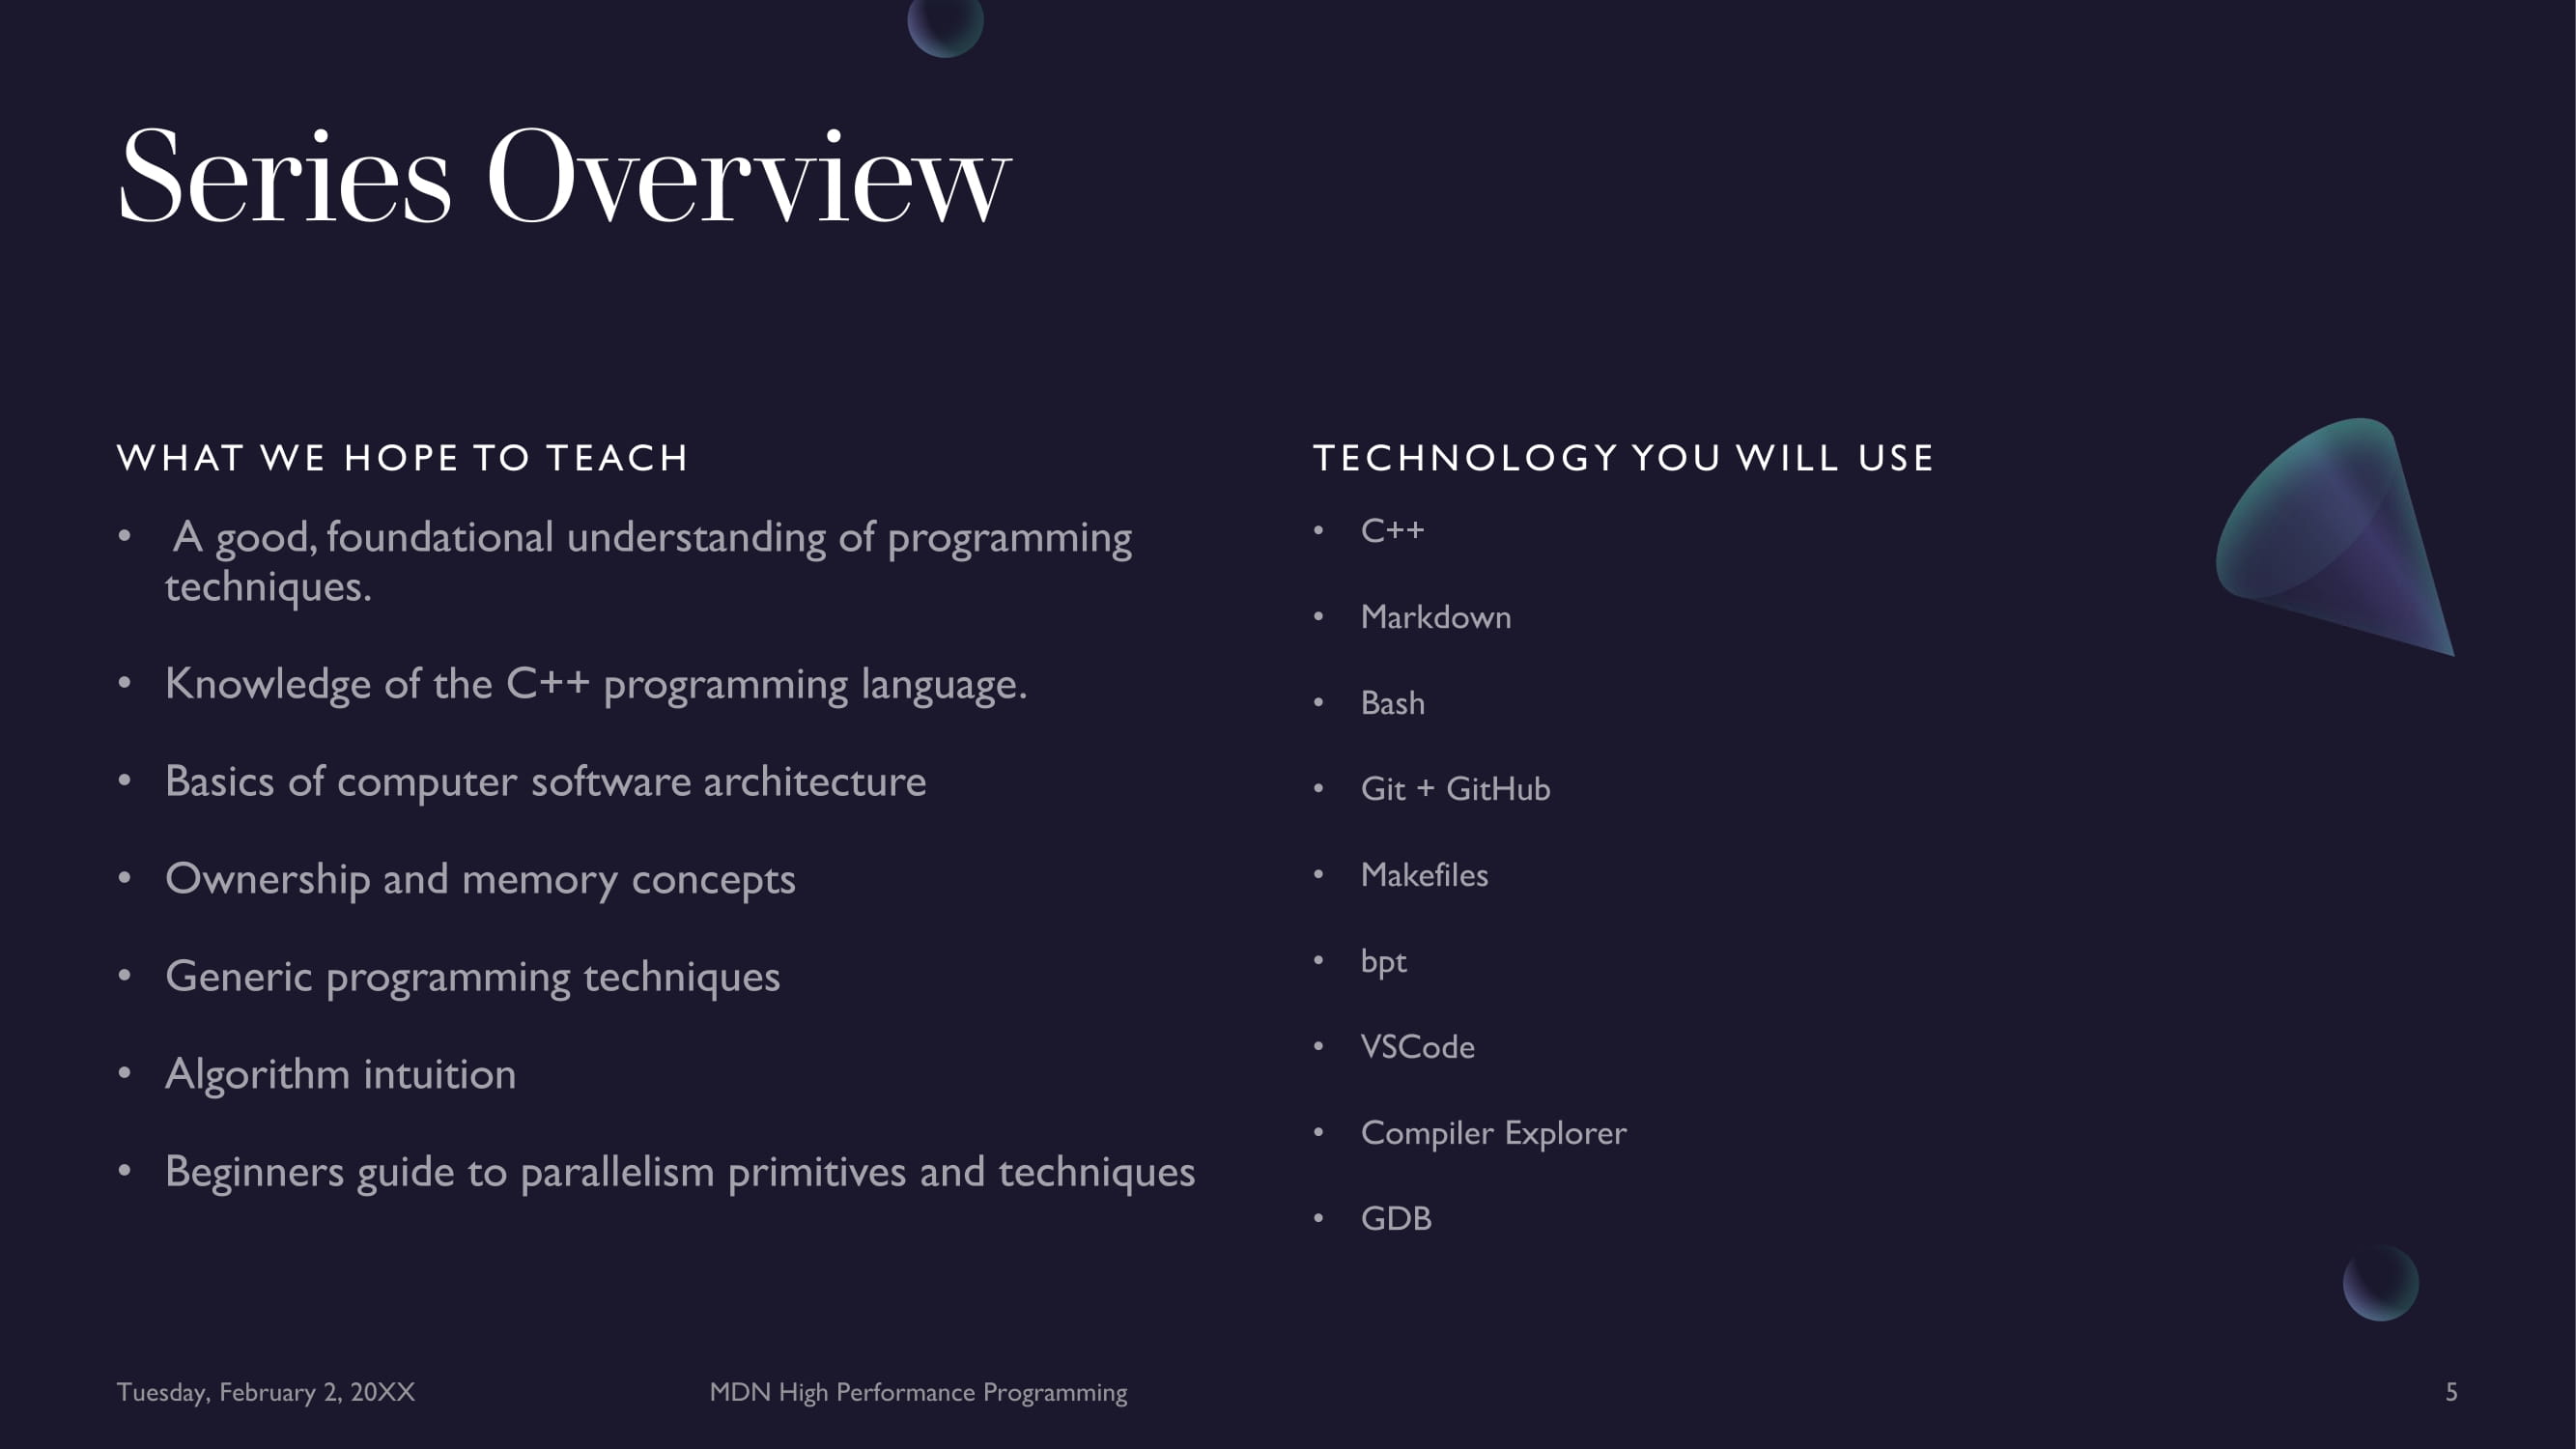 Series Overview
WHAT WE HOPE TO TEACH
• A good, foundational understanding of programming
techniques.
• Knowledge of the C++ programming language.
• Basics of computer software architecture
• Ownership and memory concepts
• Generic programming techniques
• Algorithm intuition
• Beginners guide to parallelism primitives and techniques
TECHNOLOGY YOU WILL USE
• C++
• Markdown
• Bash
• Git + GitHub
• Makefiles
• bpt
• VSCode
• Compiler Explorer
• GDB
Tuesday, February 2, 20XX
MDN High Performance Programming
5